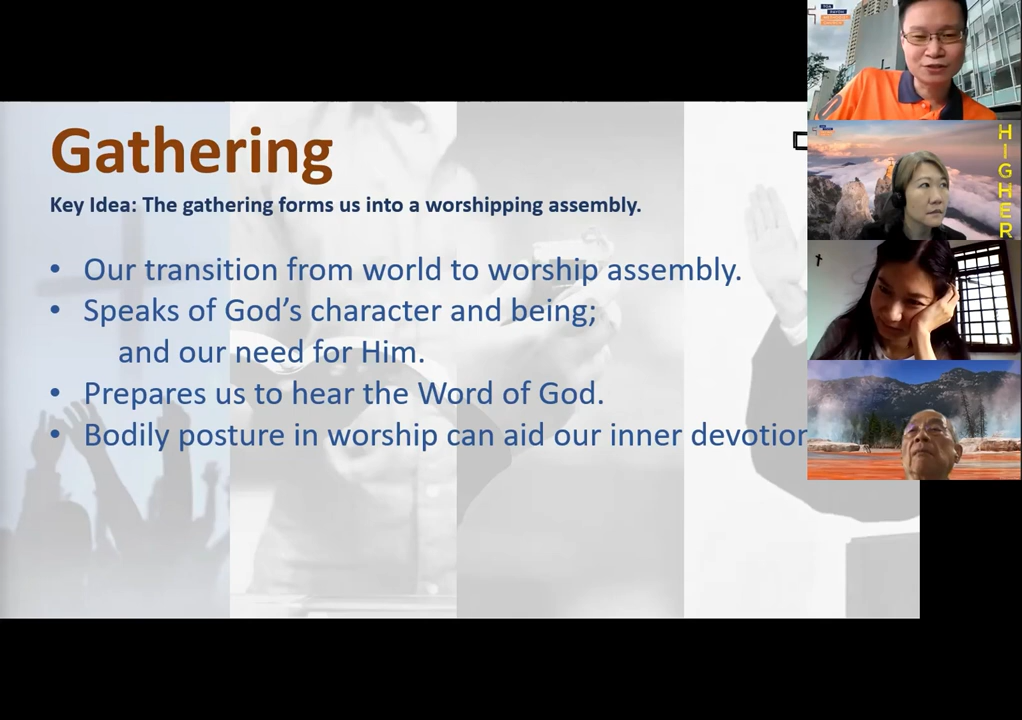 Gathering
Key Idea: The gathering forms us into a worshipping assembly.
• Our transition from world to worship assembly.
• Speaks of God’s character and being;
and our need for Him.
• Prepares us to hear the Word of God.
• Bodily posture in worship can aid our inner
HIGHER